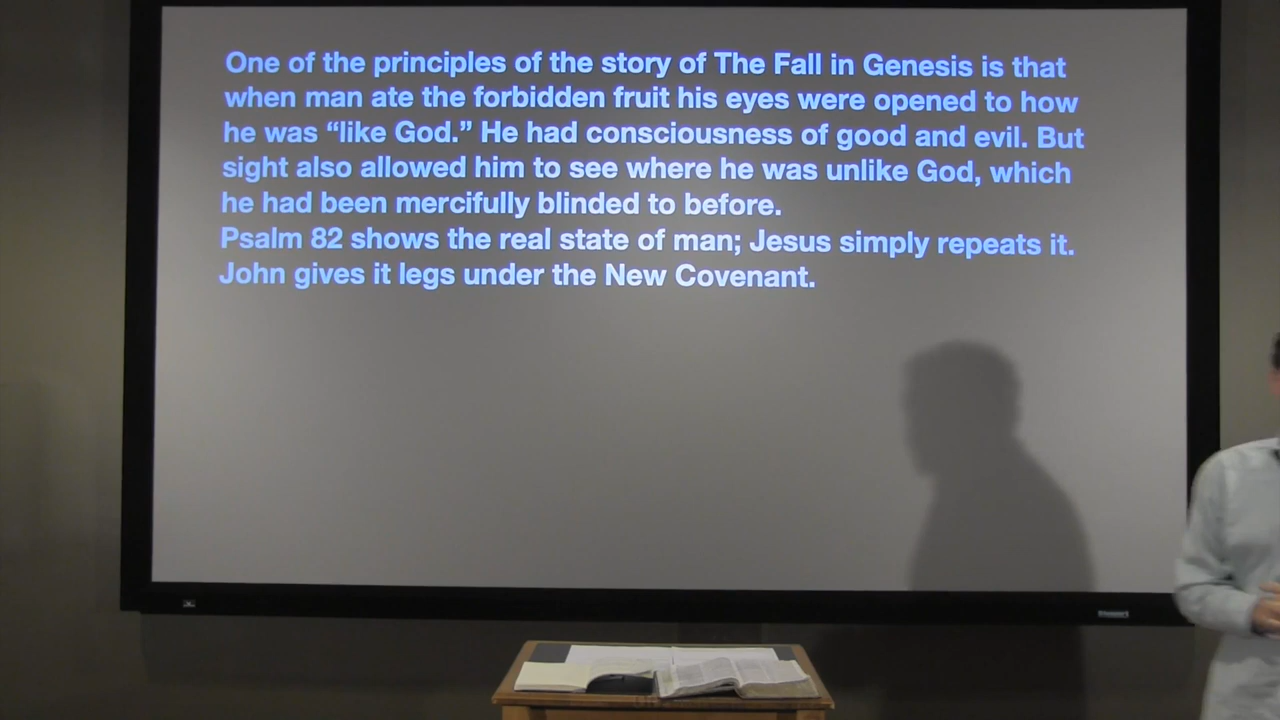 One of the principles of the story of The Fall in Genesis is that
when man ate the forbidden fruit his eyes were opened to how
he was “like God.” He had consciousness of good and evil. But
sight also allowed him to see where he was unlike God, which
he had been mercifully blinded to before.
Psalm 82 shows the real state of man; Jesus simply repeats it.
John gives it legs under the New Covenant.